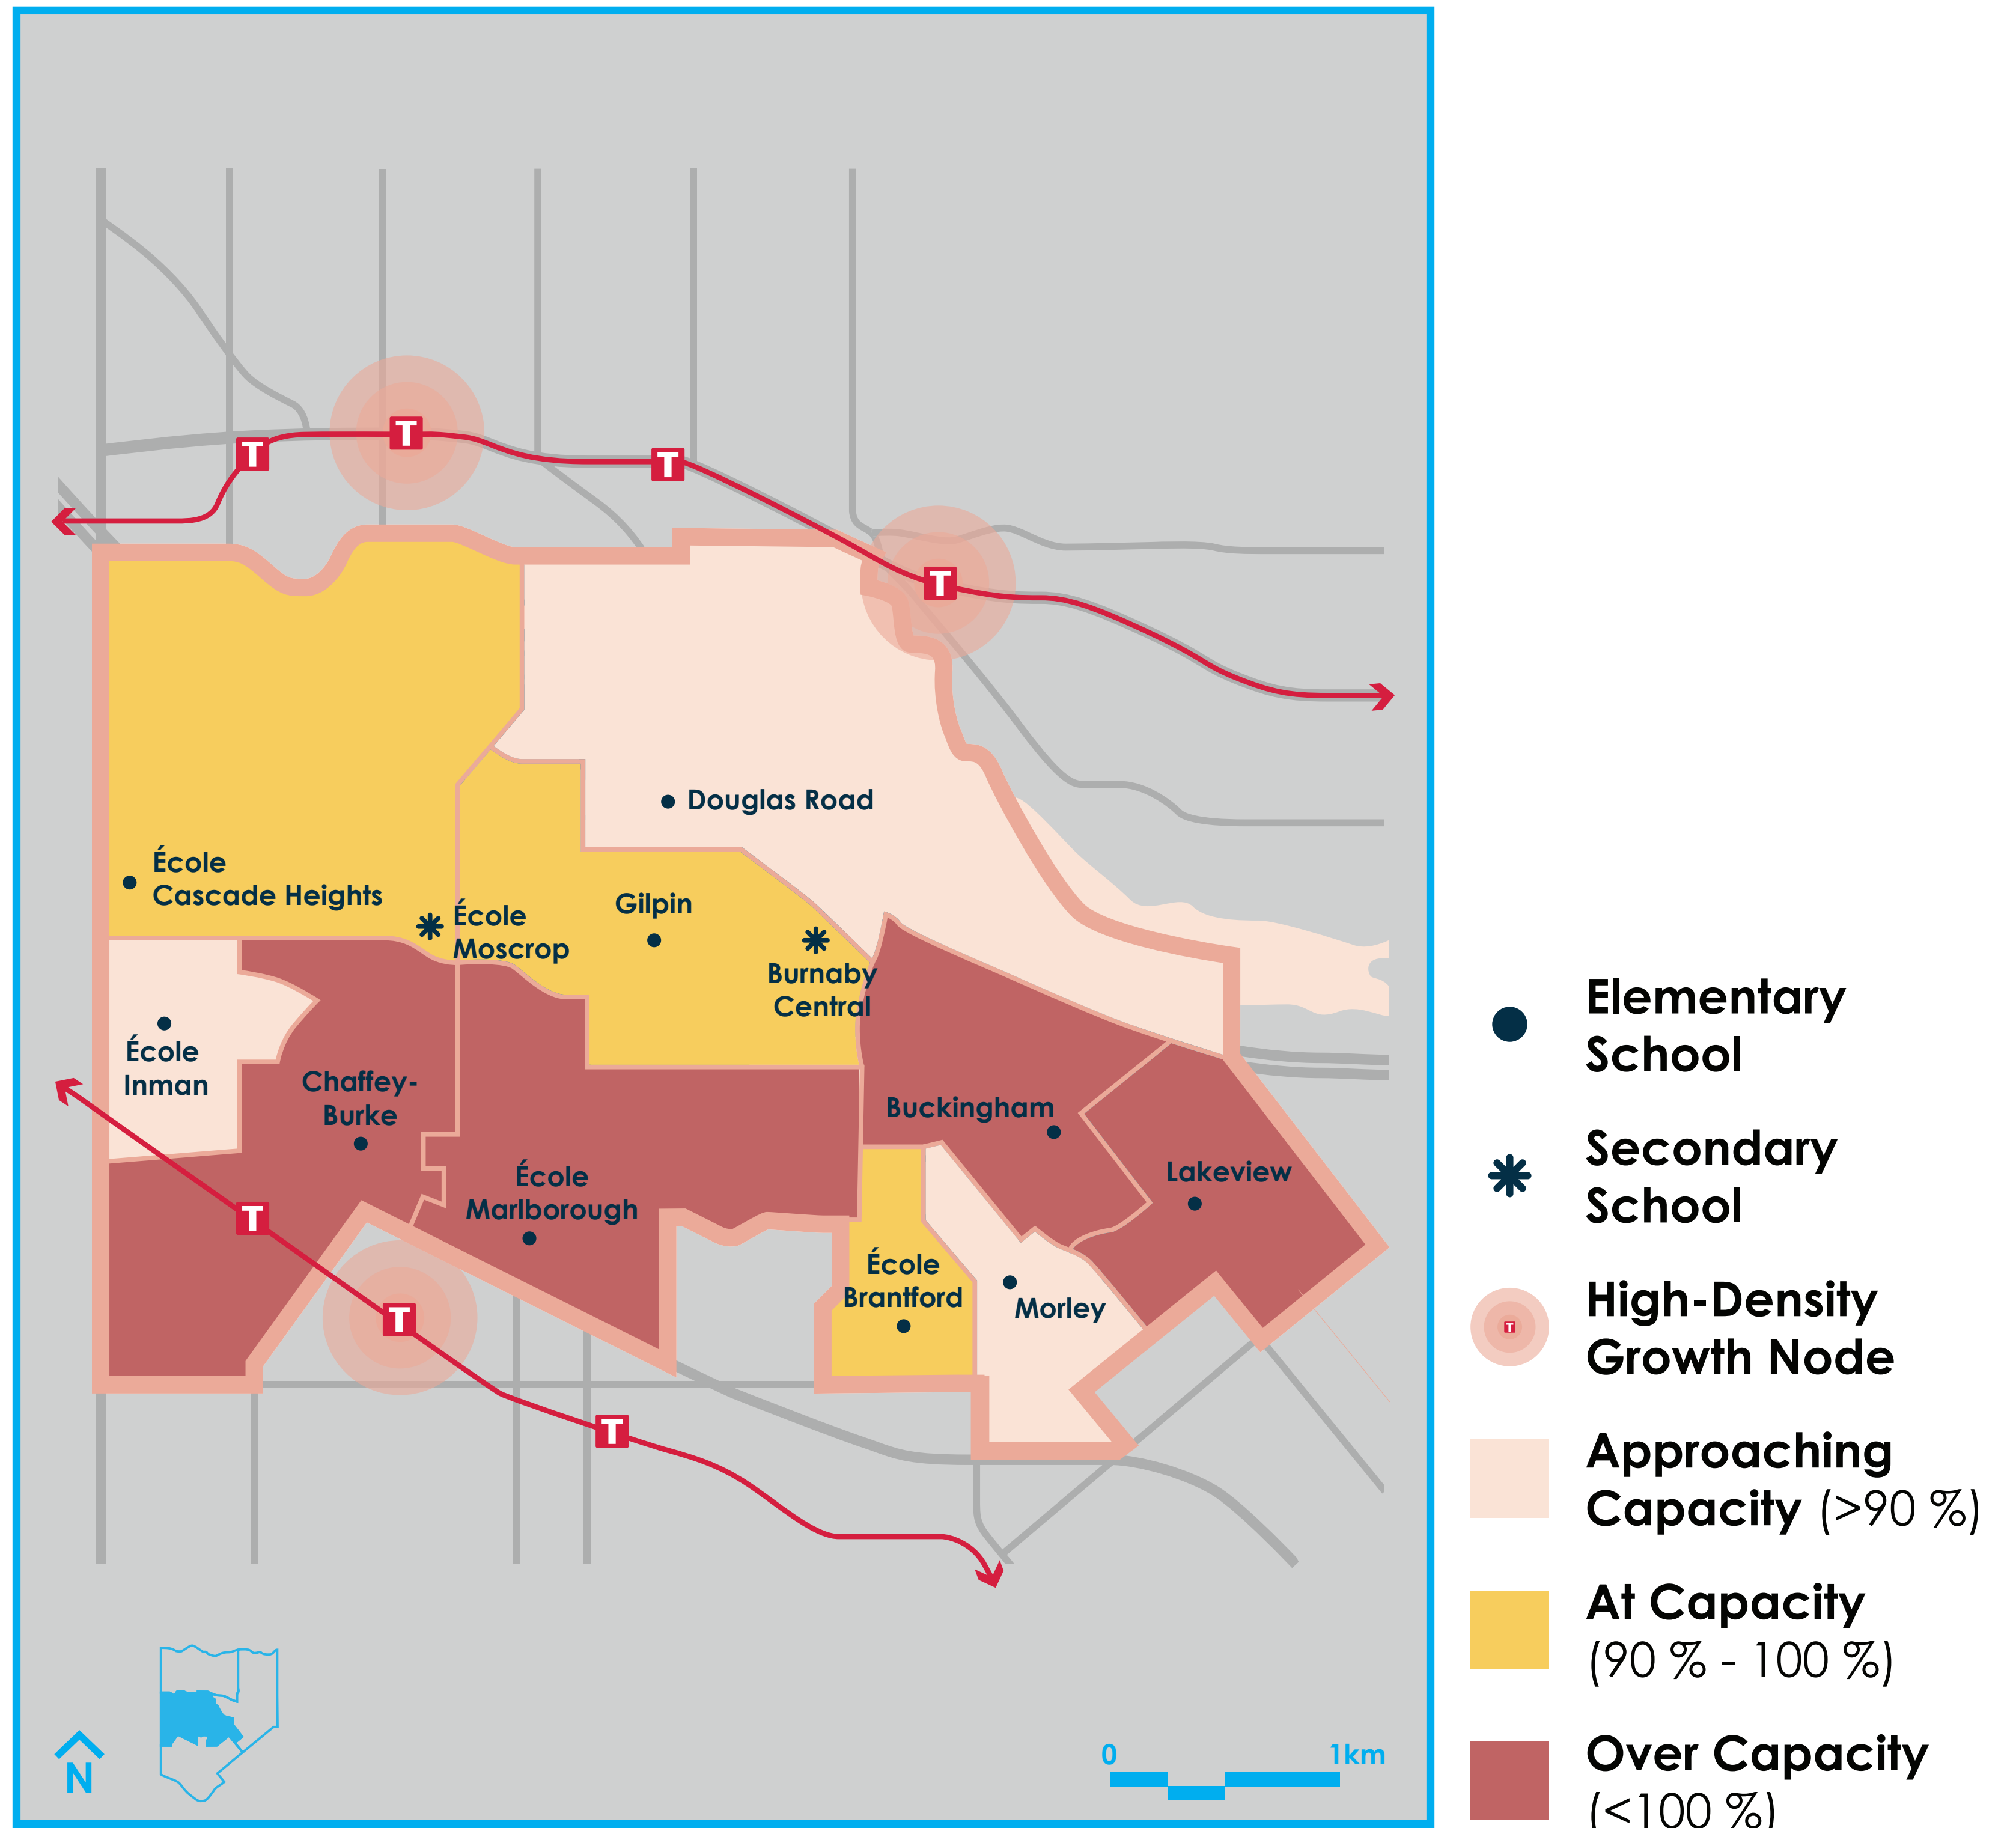 T
T
T
T
Douglas Road
École
Cascade Heights
École
Moscrop
Gilpin
Burnaby
Central
École
Inman
Chaffey-
Burke
Buckingham
École
Marlborough
Lakeview
T
École
Brantford
Morley
T
T
N
0 1km
Elementary
School
Secondary
School
T
High-Density
Growth Node
Approaching
Capacity (>90 %)
At Capacity
(90 % - 100 %)
Over Capacity
(<100 %)